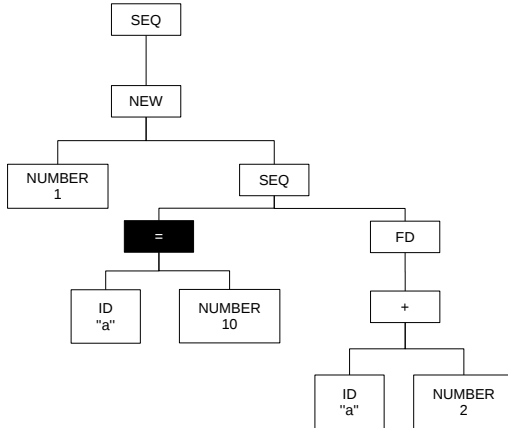 SEQ
NEW
NUMBER
1
SEQ
=
FD
ID
"a"
NUMBER
10
+
ID
"a"
NUMBER
2